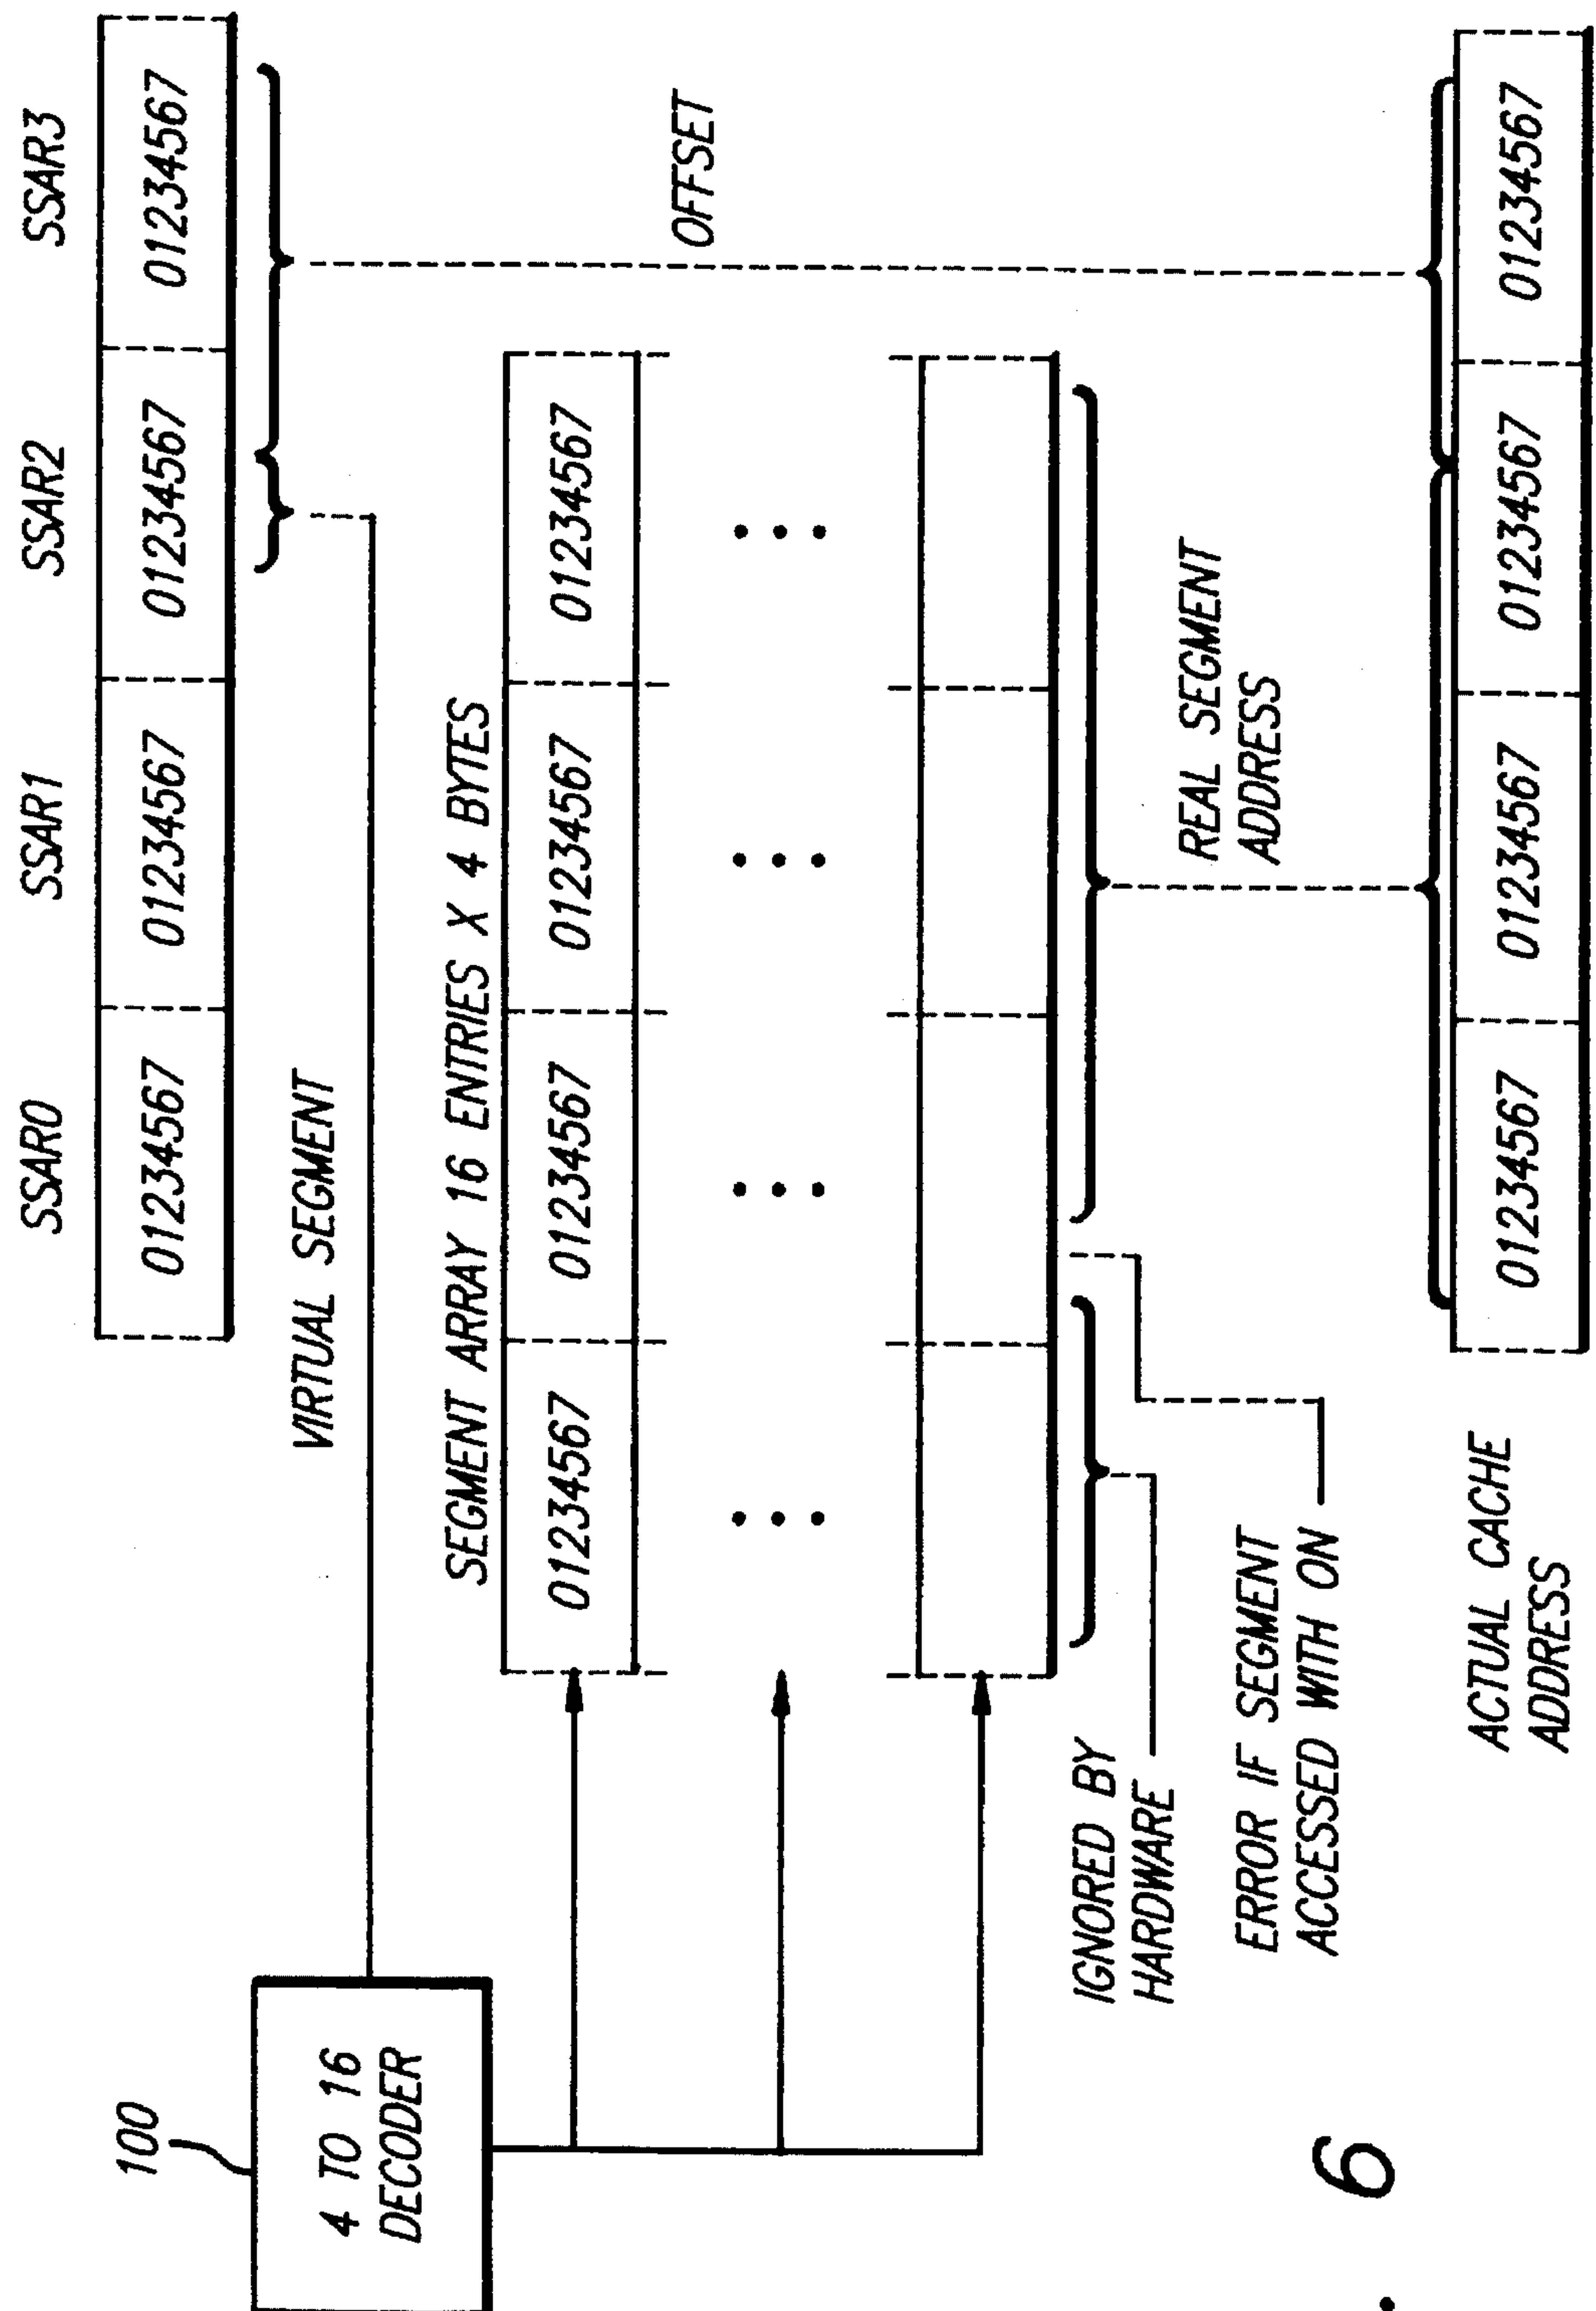 SSAR0 SSAR1 SSAR2 SSAR3
01234567 01234567 01234567 01234567
100
4 TO 16
DECODER
VIRTUAL SEGMENT
SEGMENT ARRAY 16 ENTRIES X 4 BYTES
01234567 01234567 01234567 01234567
OFFSET
IGNORED BY
HARDWARE
ERROR IF SEGMENT
ACCESSED WITH ON
REAL SEGMENT
ADDRESS
ACTUAL CACHE
ADDRESS
01234567 01234567 01234567 01234567
. 6